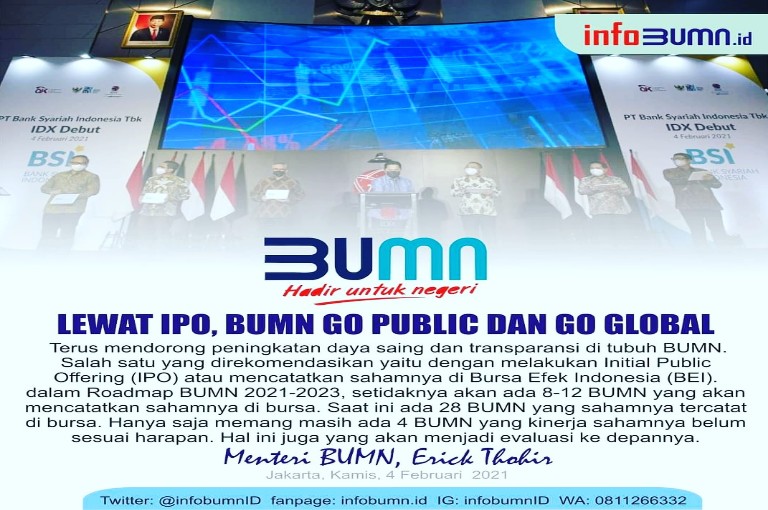 infoBUMN.id
PT Bank Syariah Indonesia Tbk
IDX Debut
4 Februari 2021
BSI
PT Bank Syariah Indonesia Tbk
IDX Debut
4 Februari 2021
BSI
BANK SYARIAH
INDONESIA
BUMN
Hadir untuk negeri
LEWAT IPO, BUMN GO PUBLIC DAN GO GLOBAL
Terus mendorong peningkatan daya saing dan transparansi di tubuh BUMN.
Salah satu yang direkomendasikan yaitu dengan melakukan Initial Public
Offering (IPO) atau mencatatkan sahamnya di Bursa Efek Indonesia (BEI).
dalam Roadmap BUMN 2021-2023, setidaknya akan ada 8-12 BUMN yang akan
mencatatkan sahamnya di bursa. Saat ini ada 28 BUMN yang sahamnya tercatat
di bursa. Hanya saja memang masih ada 4 BUMN yang kinerja sahamnya belum
sesuai harapan. Hal ini juga yang akan menjadi evaluasi ke depannya.
Menteri BUMN, Erick Thohir
Jakarta, Kamis, 4 Februari 2021
Twitter: @infobumnID fanpage: infobumn.id IG: infobumnID WA: 0811266332